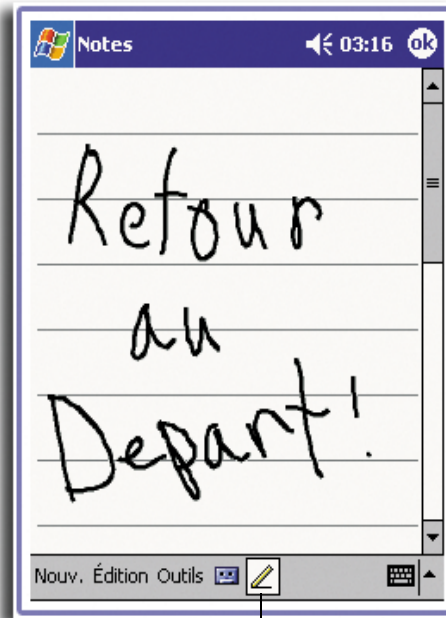 Notes 03:16 ok
Retour
au
Depart!
Nouv. Édition Outils